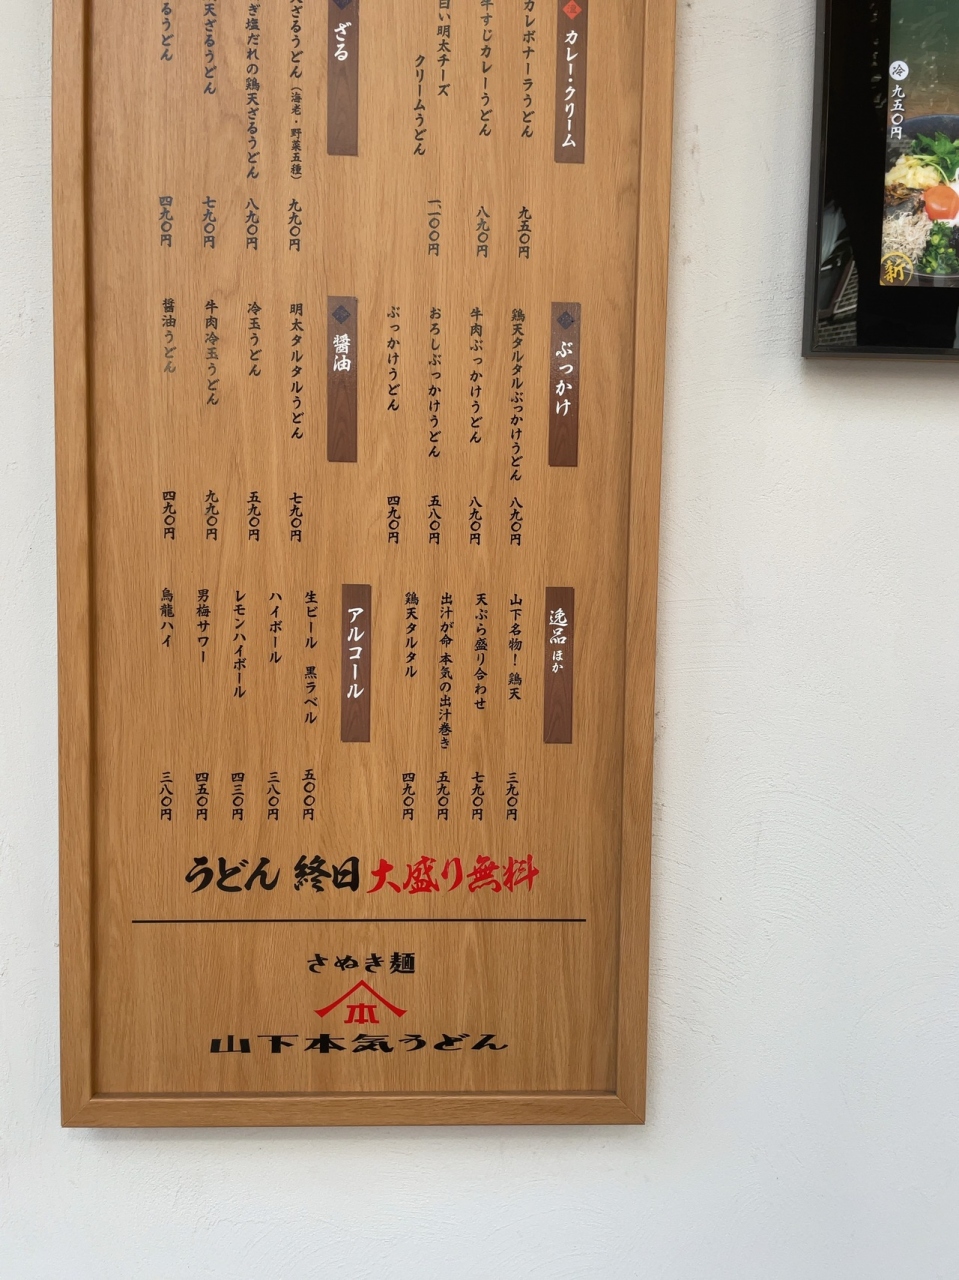 カレー・クリーム
カレボナーラうどん
九五〇円
牛すじカレーうどん
八九〇円
白い明太チーズ
クリームうどん
一、一〇〇円
ざる
天ざるうどん（海老・野菜五種）
九九〇円
ぎ塩だれの鶏天ざるうどん
八九〇円
天ざるうどん
七九〇円
るうどん
四九〇円
ぶっかけ
鶏天タルタルぶっかけうどん
八九〇円
牛肉ぶっかけうどん
八九〇円
おろしぶっかけうどん
五八〇円
ぶっかけうどん
四九〇円
醤油
明太タルタルうどん
七九〇円
冷玉うどん
五九〇円
牛肉冷玉うどん
九九〇円
醤油うどん
四九〇円
逸品 ほか
山下名物！鶏天
三九〇円
天ぷら盛り合わせ
七九〇円
出汁が命 本気の出汁巻き
五九〇円
鶏天タルタル
四九〇円
アルコール
生ビール 黒ラベル
五〇〇円
ハイボール
三八〇円
レモンハイボール
四三〇円
男梅サワー
四五〇円
烏龍ハイ
三八〇円
うどん 終日大盛り無料
さぬき麺
本
山下本気うどん
冷 九五〇円
新